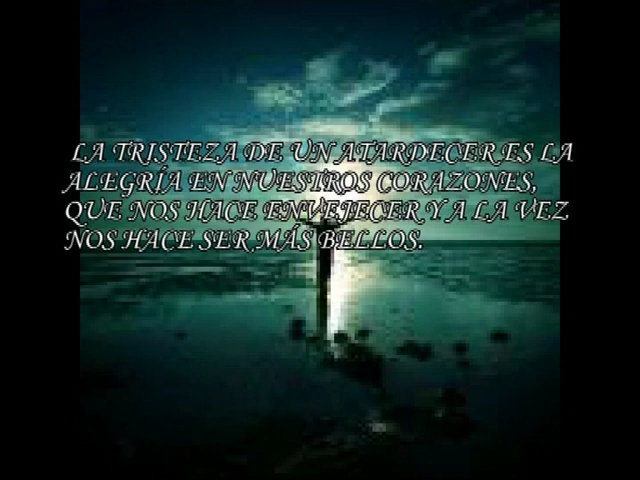 LA TRISTEZA DE UN ATARDECER ES LA
ALEGRÍA EN NUESTROS CORAZONES,
QUE NOS HACE ENVEJECER Y A LA VEZ
NOS HACE SER MÁS BELLOS.